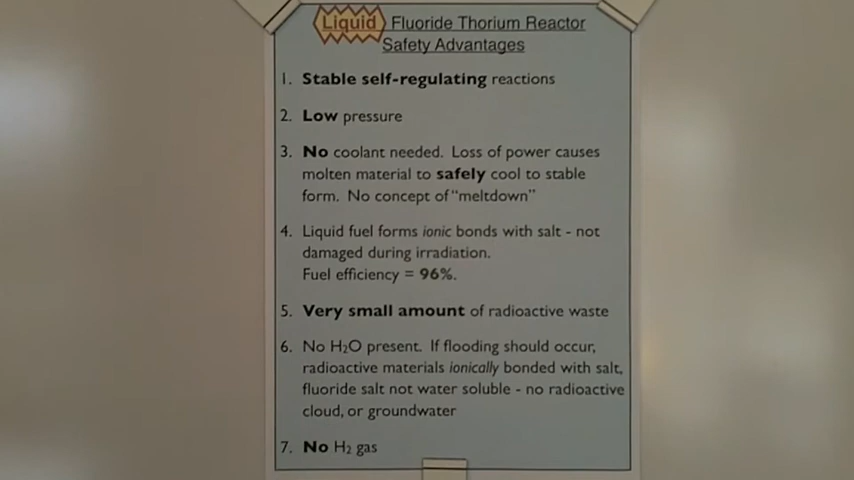 Liquid Fluoride Thorium Reactor
Safety Advantages
1. Stable self-regulating reactions
2. Low pressure
3. No coolant needed. Loss of power causes
molten material to safely cool to stable
form. No concept of "meltdown"
4. Liquid fuel forms ionic bonds with salt - not
damaged during irradiation.
Fuel efficiency = 96%.
5. Very small amount of radioactive waste
6. No H₂O present. If flooding should occur,
radioactive materials ionically bonded with salt,
fluoride salt not water soluble - no radioactive
cloud, or groundwater
7. No H₂ gas